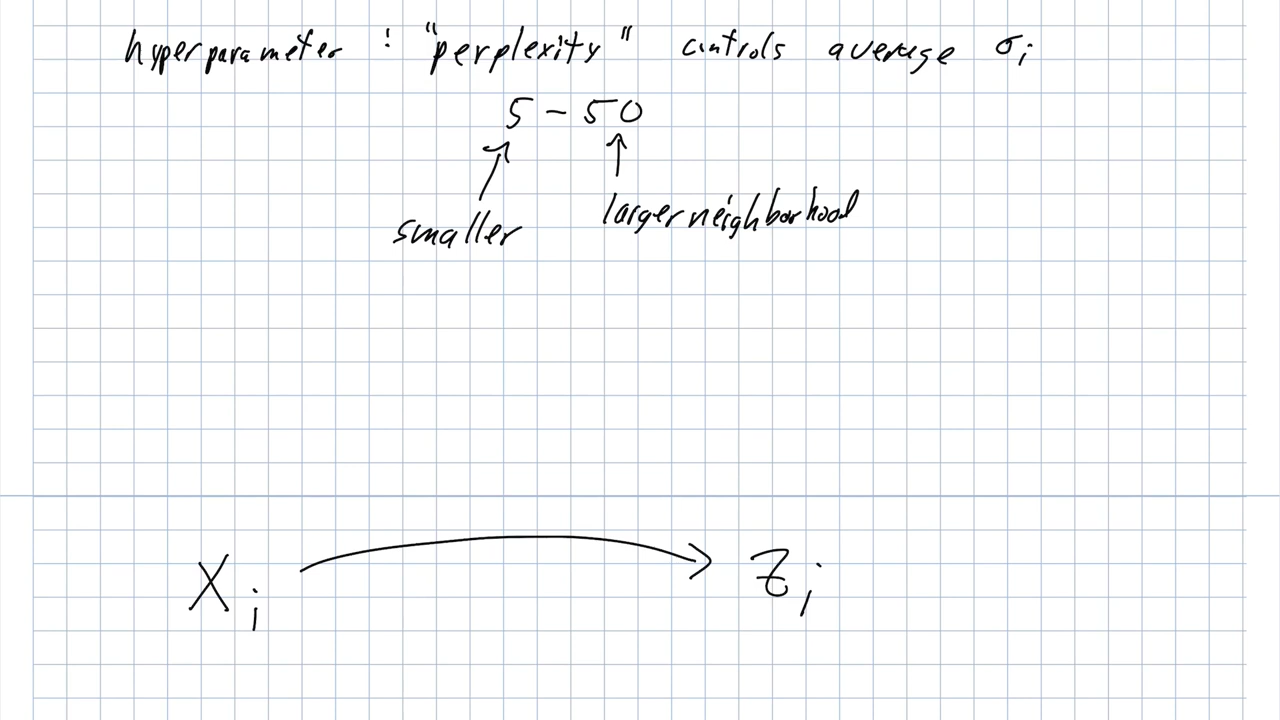 hyperparameter : "perplexity" controls average σi
5 - 50
smaller larger neighborhood
Xi → Zi